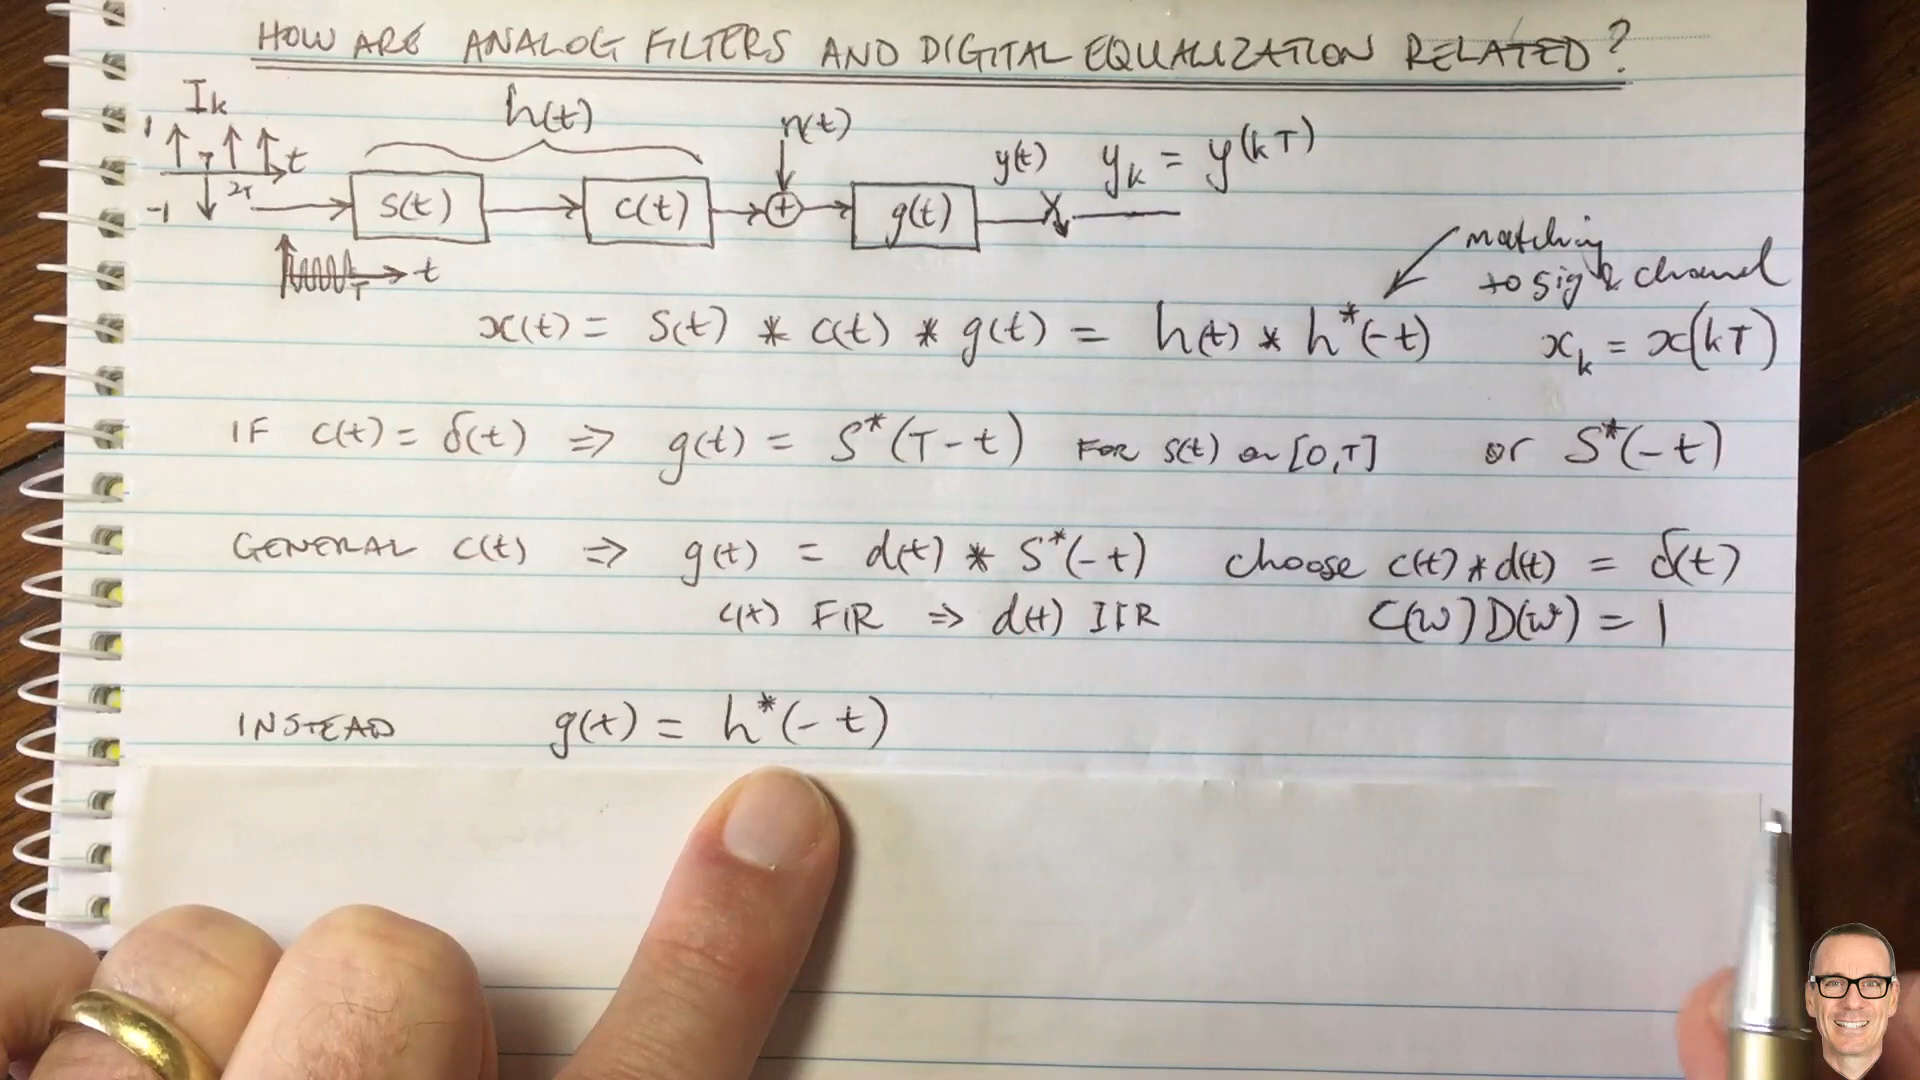 HOW ARE ANALOG FILTERS AND DIGITAL EQUALIZATION RELATED?
Ik
h(t)
n(t)
1
T
t
2T
-1
s(t)
c(t)
+
g(t)
y(t)
yk = y(kT)
T
t
matching
to sig & channel
x(t) = s(t) * c(t) * g(t) = h(t) * h*(-t)
xk = x(kT)
IF c(t) = δ(t) ⇒ g(t) = s*(T-t) FOR s(t) on [0,T] or s*(-t)
GENERAL c(t) ⇒ g(t) = d(t) * s*(-t) choose c(t) * d(t) = δ(t)
c(t) FIR ⇒ d(t) IIR C(w) D(w) = 1
INSTEAD g(t) = h*(-t)